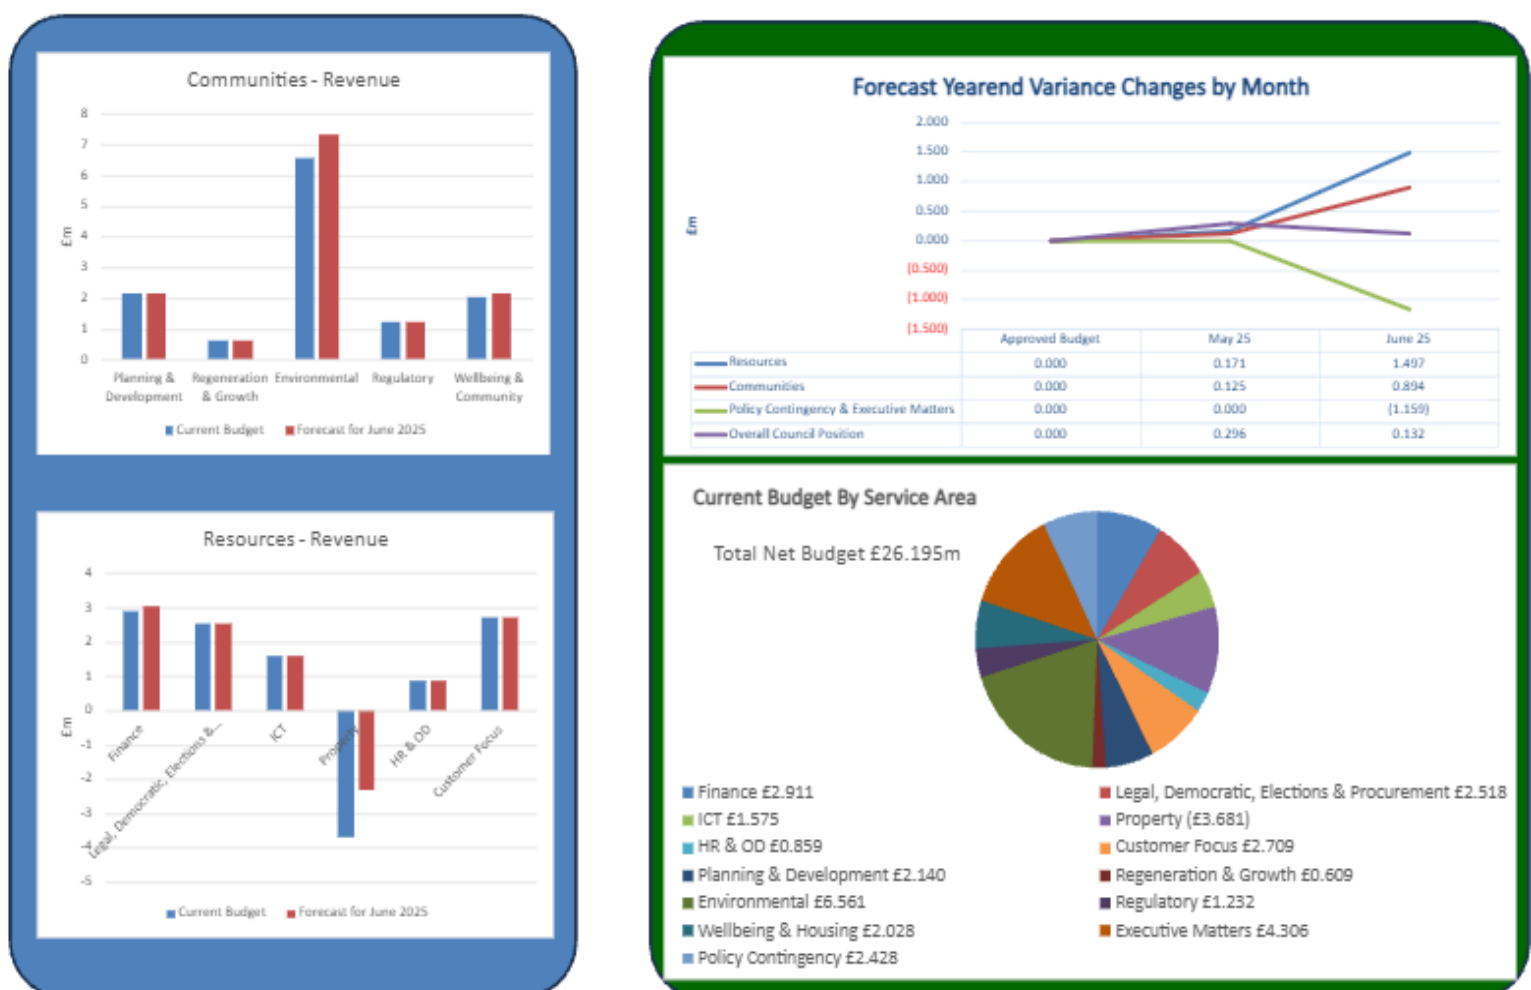 Communities - Revenue
8
7
6
5
4
3
2
1
0
£m
Planning & Development
Regeneration & Growth
Environmental
Regulatory
Wellbeing & Community
Current Budget
Forecast for June 2025
Resources - Revenue
4
3
2
1
0
-1
-2
-3
-4
-5
£m
Finance
Legal, Democratic, Elections &...
ICT
Property
HR & OD
Customer Focus
Current Budget
Forecast for June 2025
Forecast Yearend Variance Changes by Month
2.000
1.500
1.000
0.500
0.000
(0.500)
(1.000)
(1.500)
£m
Approved Budget May 25 June 25
Resources 0.000 0.171 1.497
Communities 0.000 0.125 0.894
Policy Contingency & Executive Matters 0.000 0.000 (1.159)
Overall Council Position 0.000 0.296 0.132
Current Budget By Service Area
Total Net Budget £26.195m
Finance £2.911
Legal, Democratic, Elections & Procurement £2.518
ICT £1.575
Property (£3.681)
HR & OD £0.859
Customer Focus £2.709
Planning & Development £2.140
Regeneration & Growth £0.609
Environmental £6.561
Regulatory £1.232
Wellbeing & Housing £2.028
Executive Matters £4.306
Policy Contingency £2.428